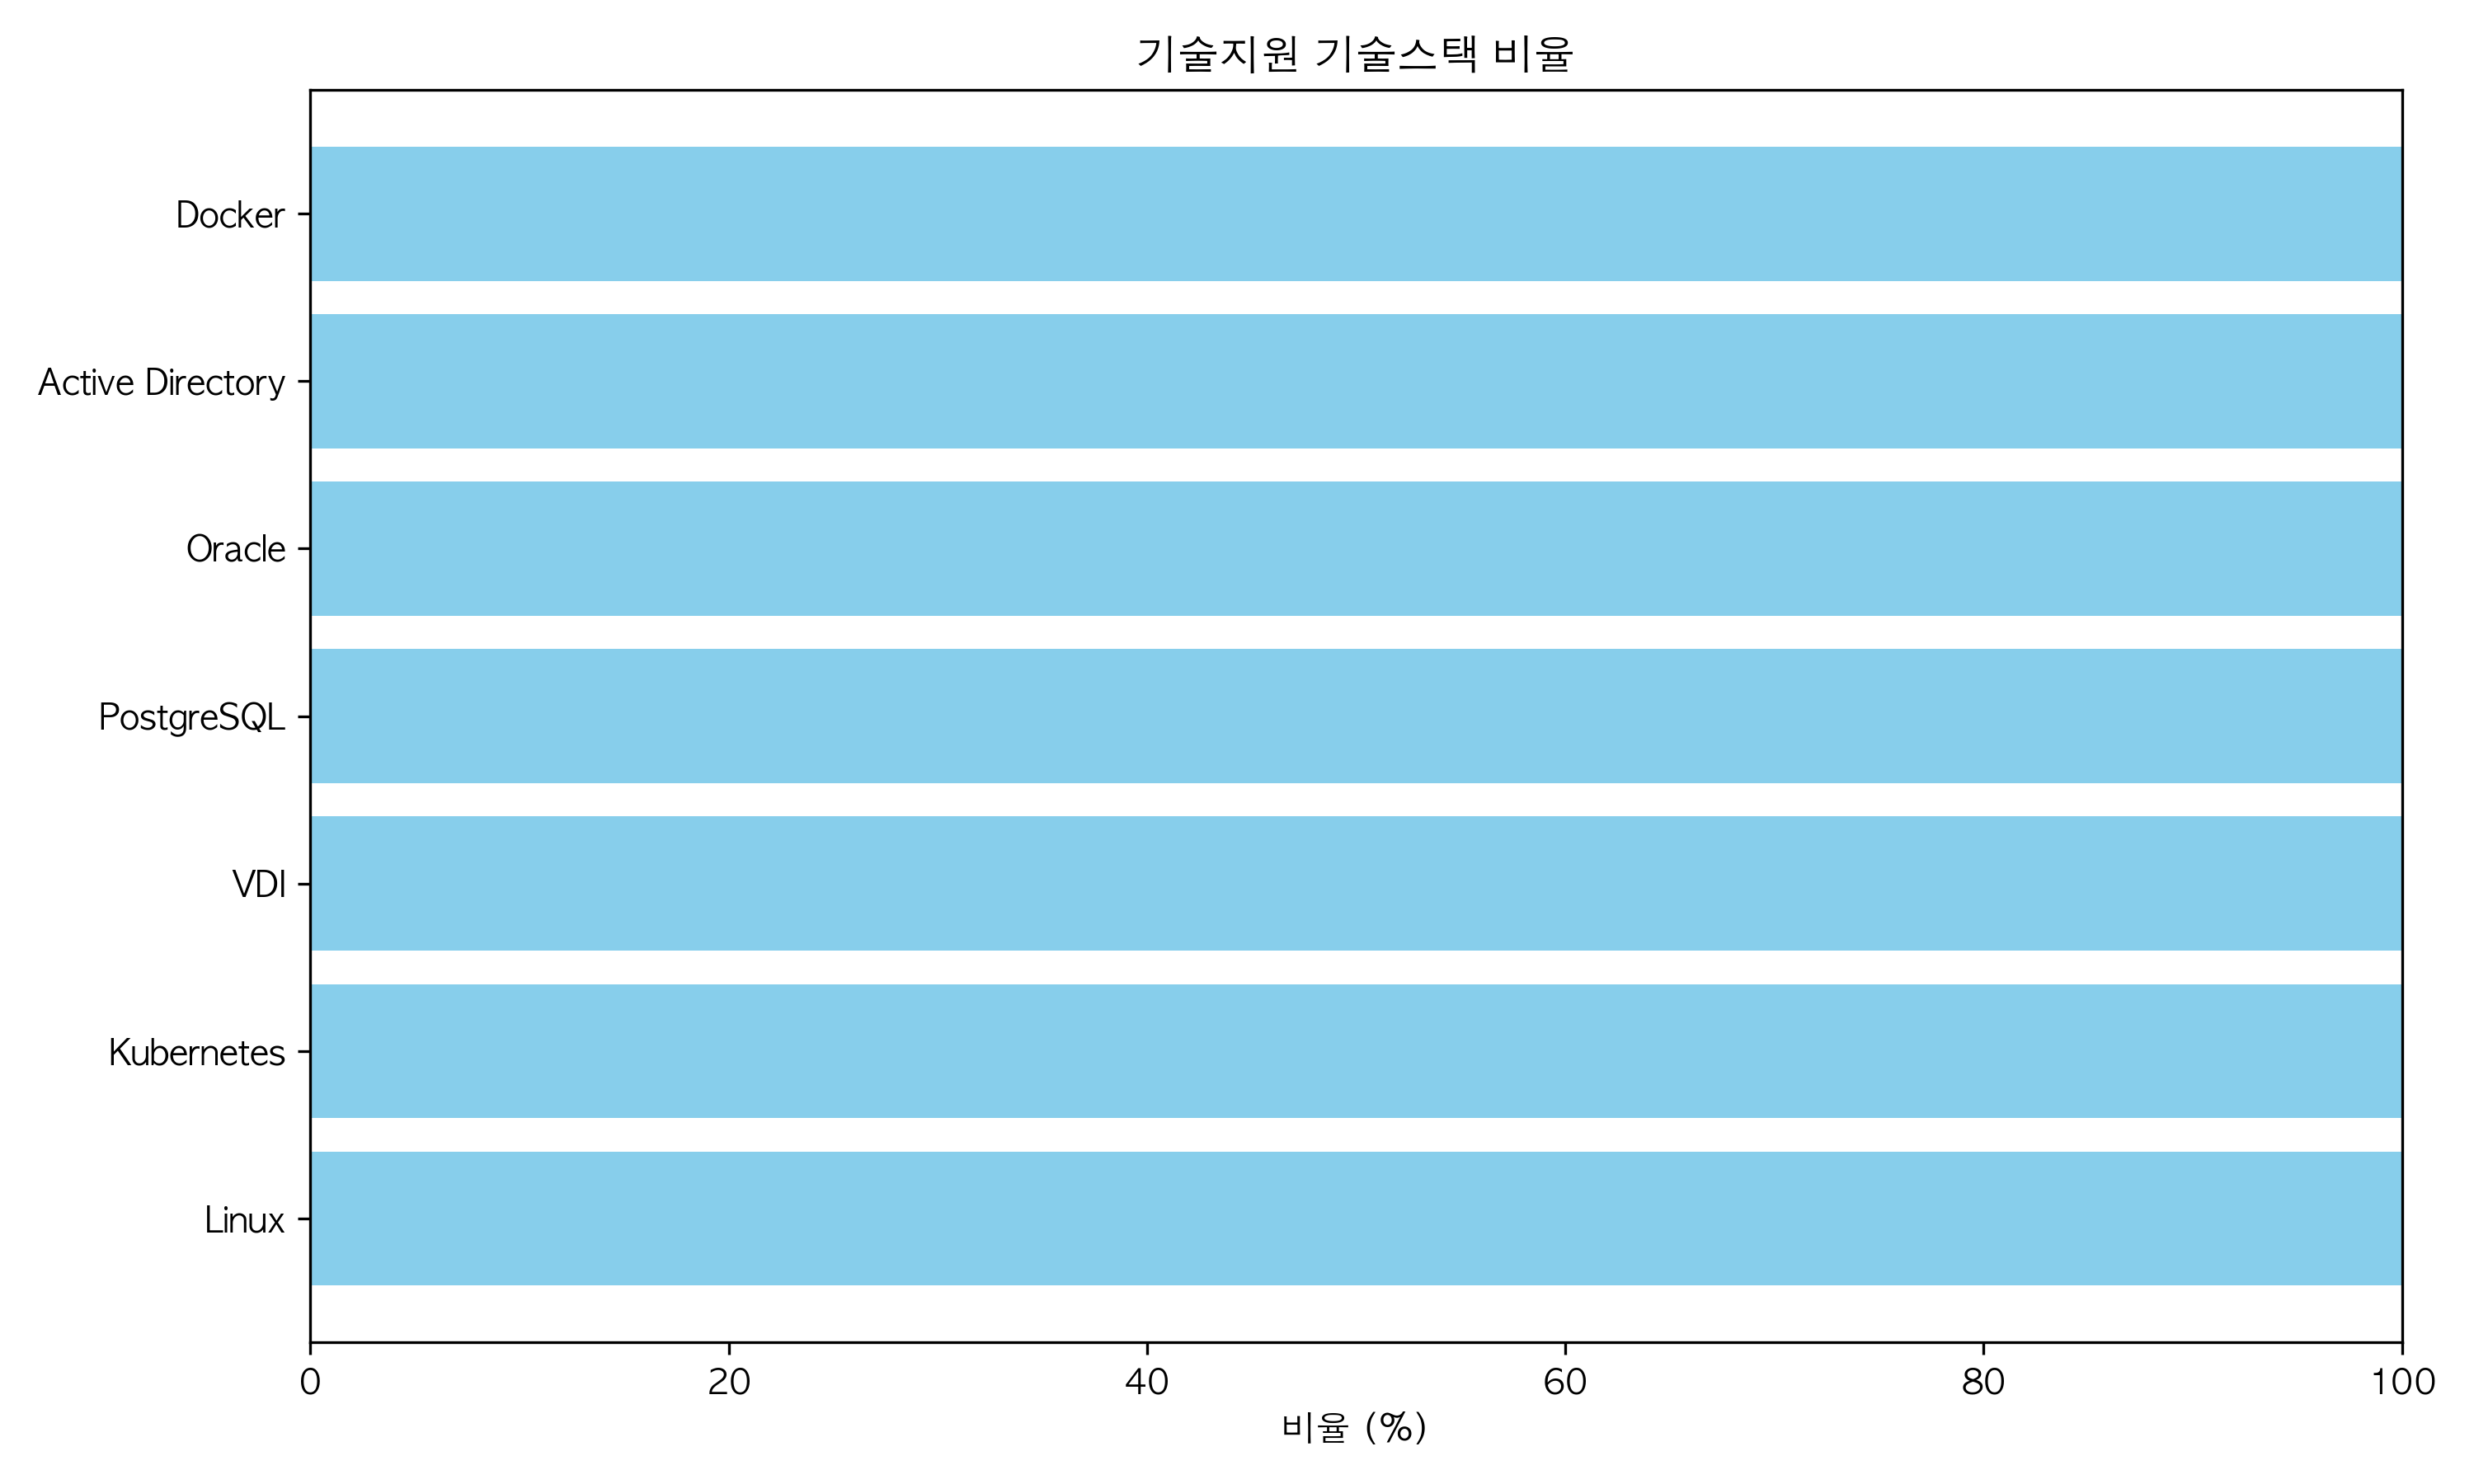 기술지원 기술스택 비율
Docker
Active Directory
Oracle
PostgreSQL
VDI
Kubernetes
Linux
0 20 40 60 80 100
비율 (%)